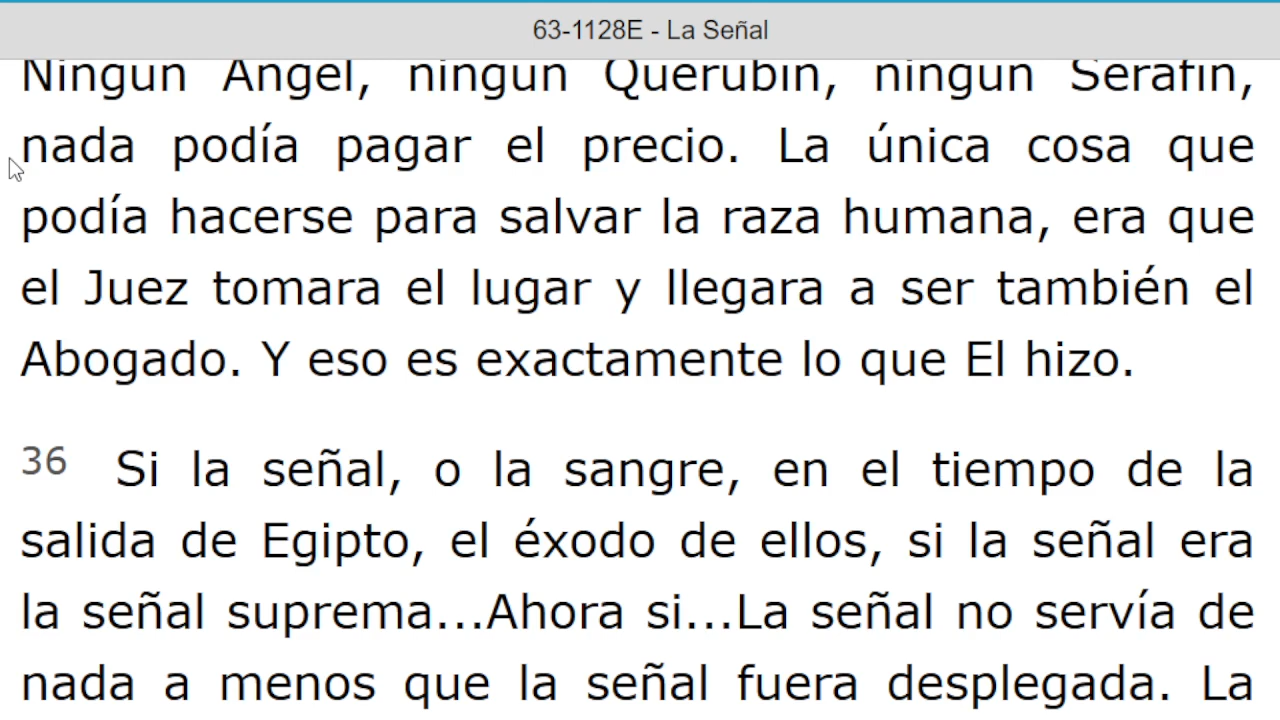 63-1128E - La Señal
Ningún Ángel, ningún Querubín, ningún Serafín,
nada podía pagar el precio. La única cosa que
podía hacerse para salvar la raza humana, era que
el Juez tomara el lugar y llegara a ser también el
Abogado. Y eso es exactamente lo que El hizo.
36 Si la señal, o la sangre, en el tiempo de la
salida de Egipto, el éxodo de ellos, si la señal era
la señal suprema...Ahora si...La señal no servía de
nada a menos que la señal fuera desplegada. La